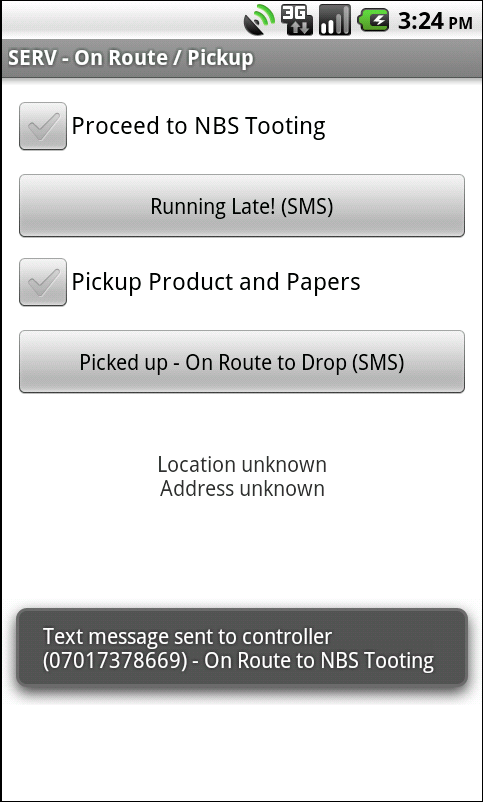 3G
3:24 PM
SERV - On Route / Pickup
Proceed to NBS Tooting
Running Late! (SMS)
Pickup Product and Papers
Picked up - On Route to Drop (SMS)
Location unknown
Address unknown
Text message sent to controller
(07017378669) - On Route to NBS Tooting